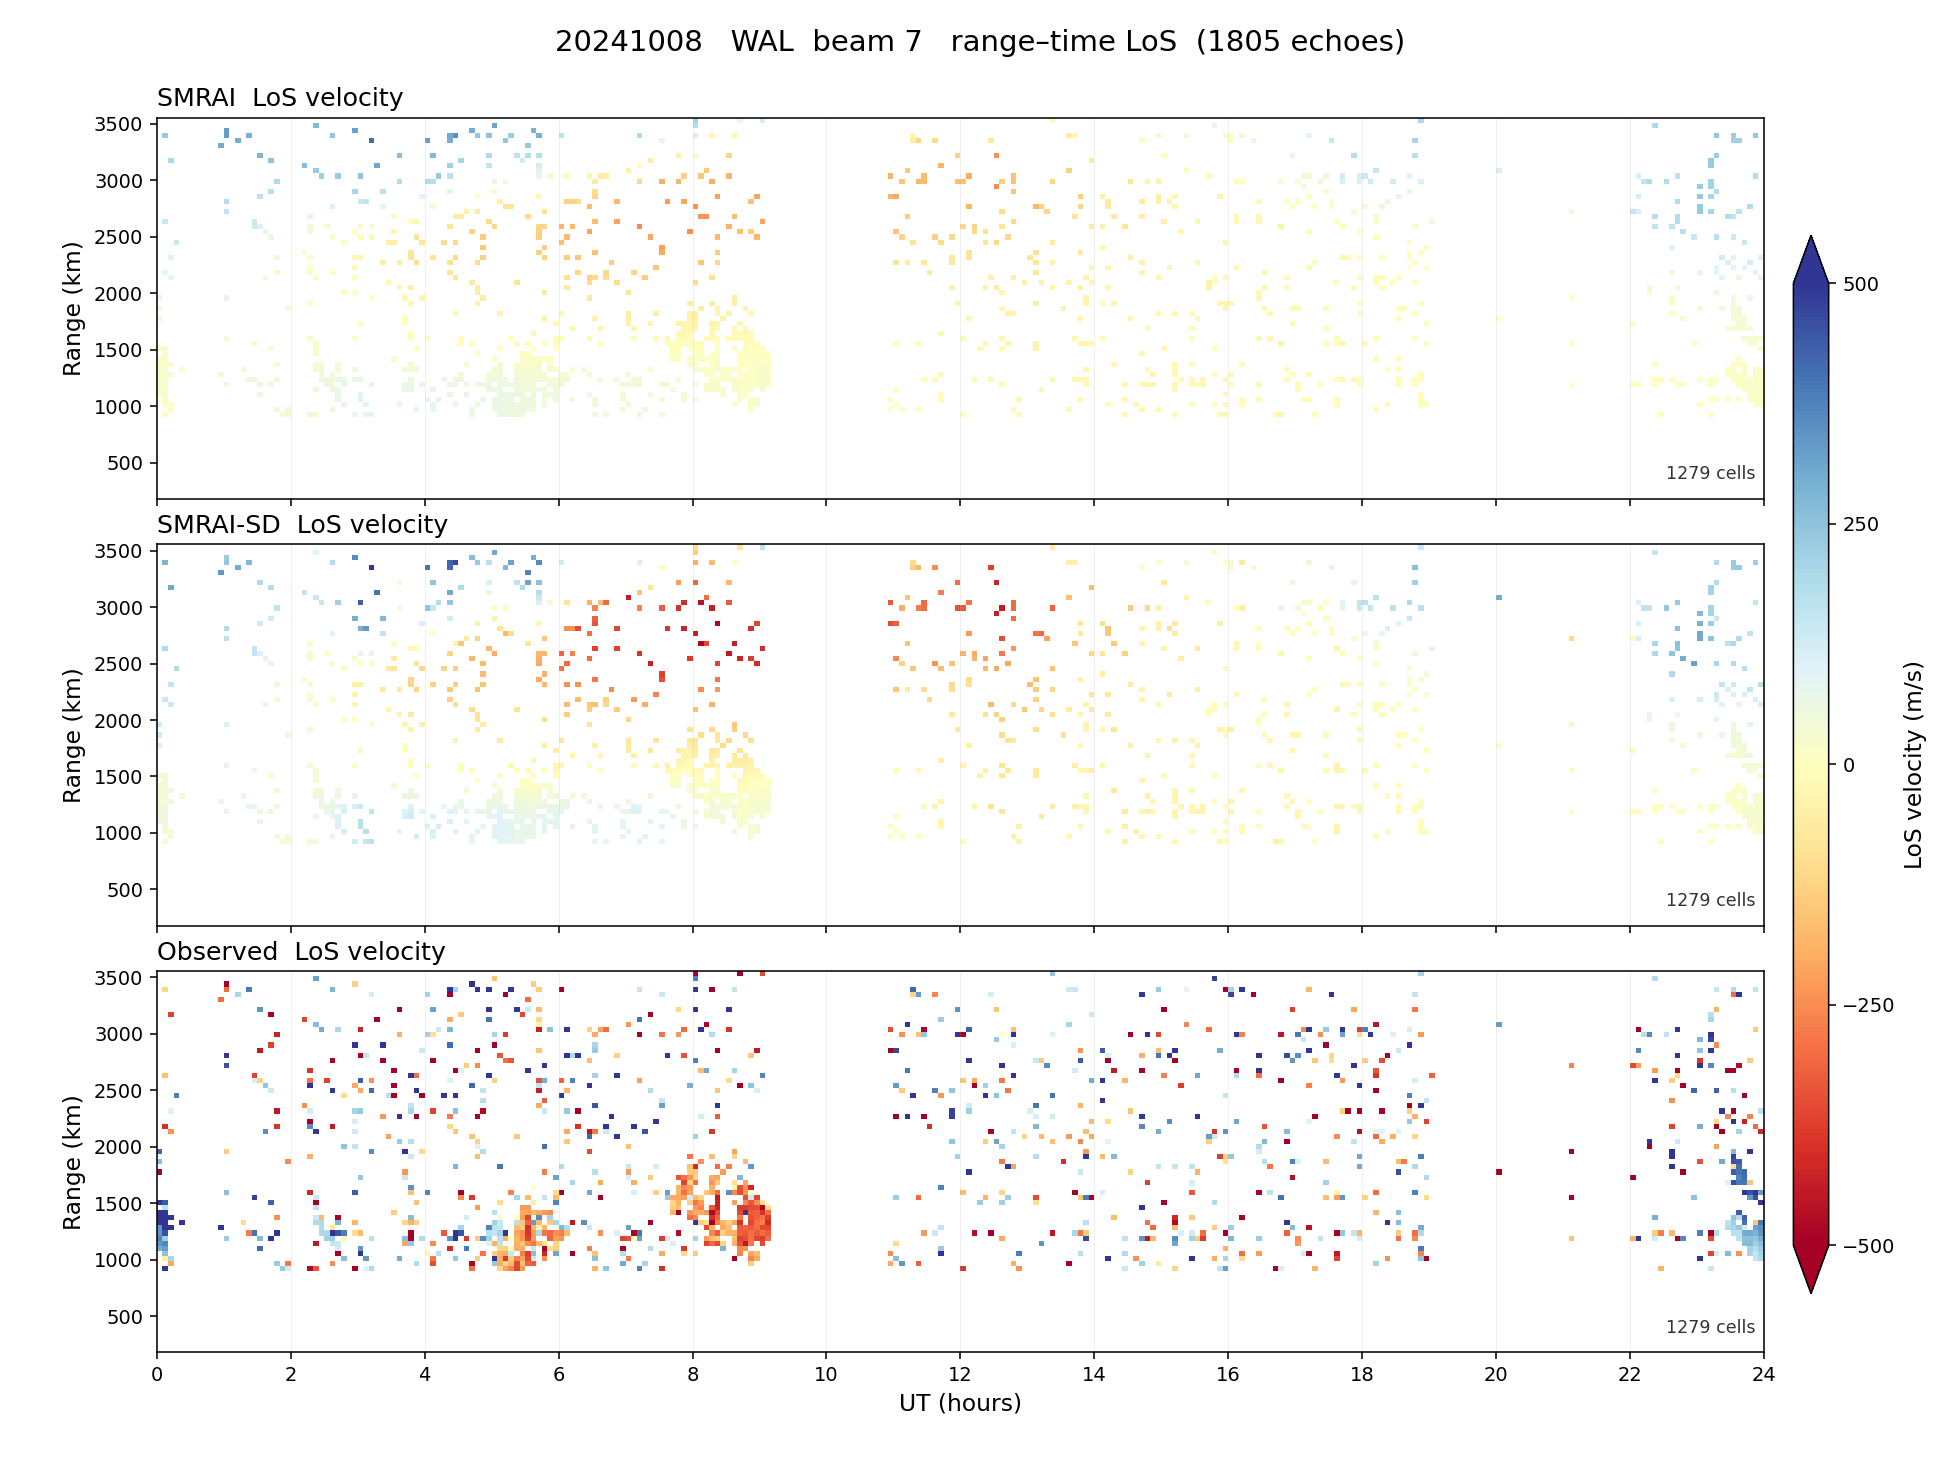 20241008   WAL  beam 7   range–time LoS  (1805 echoes)
SMRAI  LoS velocity
3500
3000
2500
2000
1500
1000
500
Range (km)
1279 cells
SMRAI-SD  LoS velocity
3500
3000
2500
2000
1500
1000
500
Range (km)
1279 cells
Observed  LoS velocity
3500
3000
2500
2000
1500
1000
500
Range (km)
1279 cells
0 2 4 6 8 10 12 14 16 18 20 22 24
UT (hours)
500
250
0
−250
−500
LoS velocity (m/s)